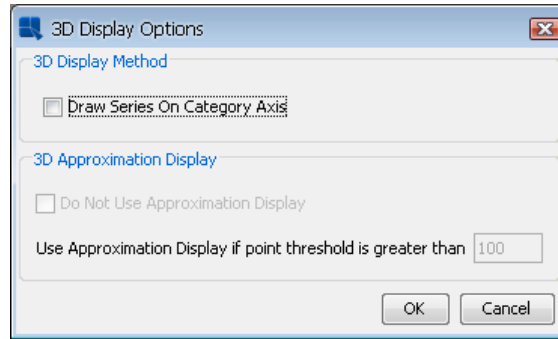 3D Display Options
3D Display Method
Draw Series On Category Axis
3D Approximation Display
Do Not Use Approximation Display
Use Approximation Display if point threshold is greater than 100
OK Cancel